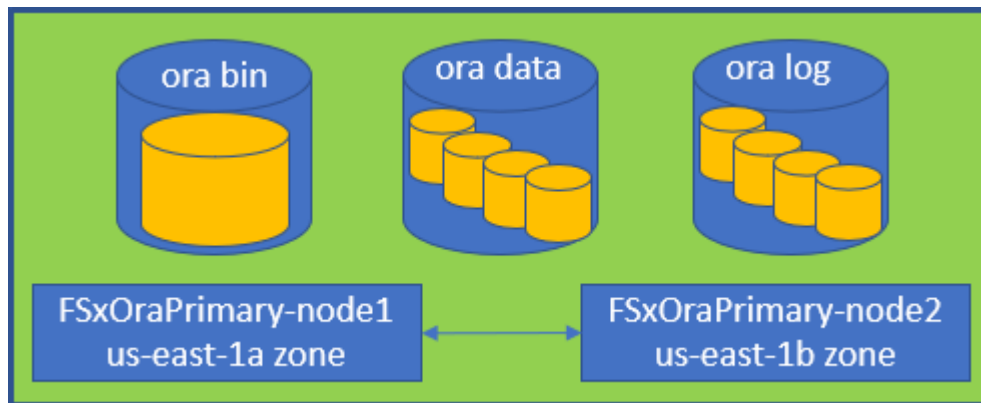 ora bin
ora data
ora log
FSxOraPrimary-node1
us-east-1a zone
FSxOraPrimary-node2
us-east-1b zone